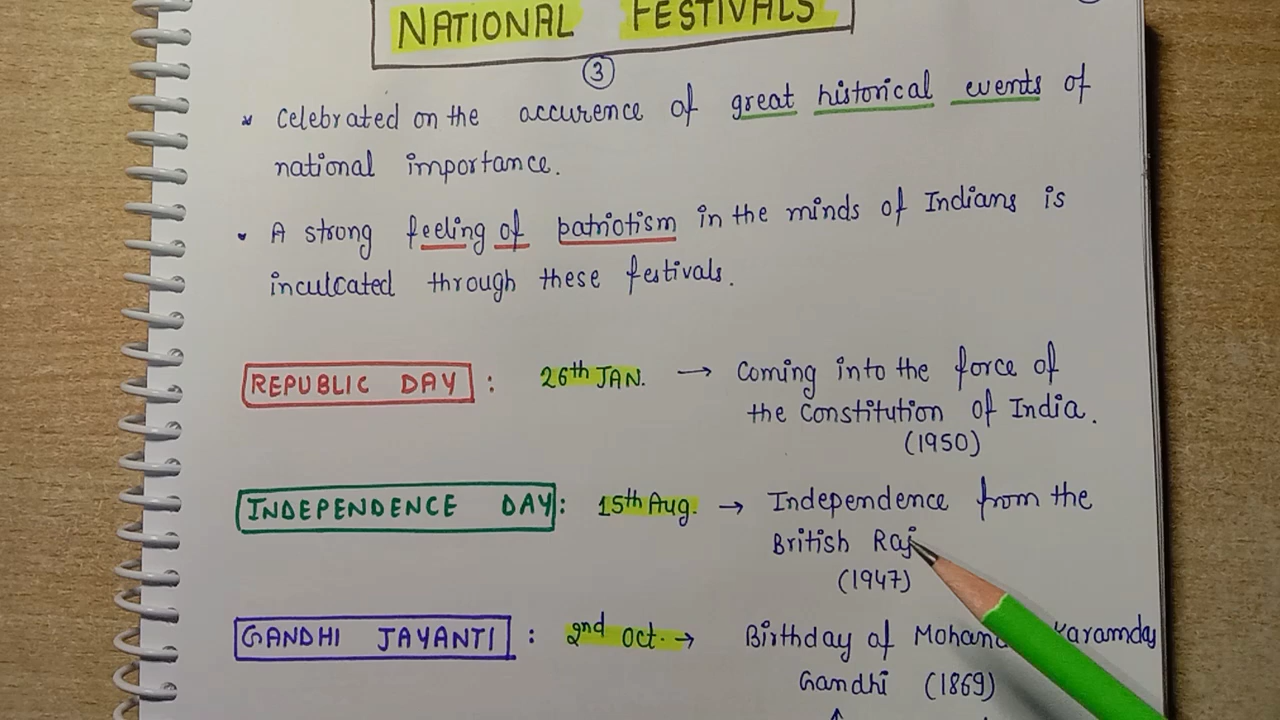 NATIONAL FESTIVALS
3
* Celebrated on the accurence of great historical events of
national importance.
• A strong feeling of patriotism in the minds of Indians is
inculcated through these festivals.
REPUBLIC DAY : 26th JAN. → Coming into the force of
the Constitution of India.
(1950)
INDEPENDENCE DAY : 15th Aug. → Independence from the
British Raj
(1947)
GANDHI JAYANTI : 2nd Oct. → Birthday of Karamdas
Gandhi (1869)